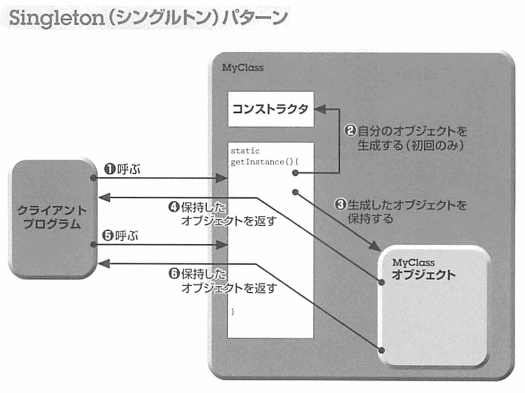 Singleton(シングルトン)パターン
MyClass
コンストラクタ
❷自分のオブジェクトを
生成する(初回のみ)
static
getInstance(){
❶呼ぶ
クライアント
プログラム
❹保持した
オブジェクトを返す
❸生成したオブジェクトを
保持する
❺呼ぶ
MyClass
オブジェクト
❻保持した
オブジェクトを返す
}